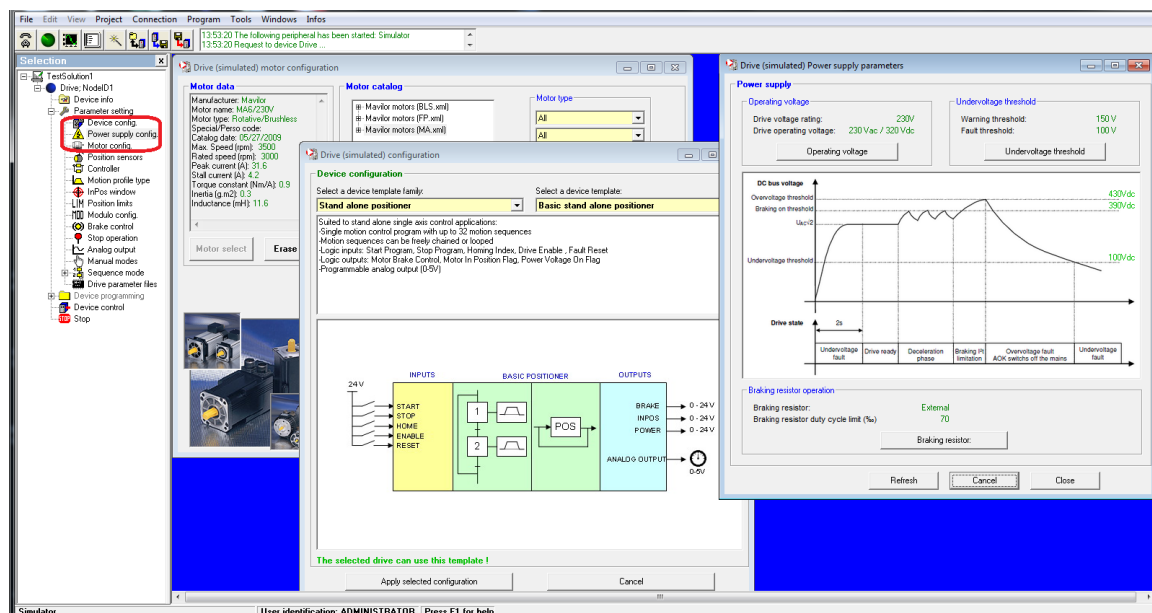 File Edit View Project Connection Program Tools Windows Infos
13:53:20 The following peripheral has been started: Simulator
13:53:20 Request to device Drive ...
Selection
TestSolution1
Drive; NodeID1
Device info
Parameter setting
Device config.
Power supply config.
Motor config.
Position sensors
Controller
Motion profile type
InPos window
LIM Position limits
MOD Modulo config.
Brake control
Stop operation
Analog output
Manual modes
Sequence mode
Drive parameter files
Device programming
Device control
STOP Stop
Drive (simulated) motor configuration
Motor data
Manufacturer: Mavilor
Motor name: MA6/230V
Motor type: Rotative/Brushless
Special/Perso code:
Catalog date: 05/27/2009
Max. Speed (rpm): 3500
Rated speed (rpm): 3000
Peak current (A): 31.6
Stall current (A): 4.2
Torque constant (Nm/A): 0.9
Inertia (g.m2): 0.3
Inductance (mH): 11.6
Motor select Erase
Motor catalog
Mavilor motors (BLS.xml)
Mavilor motors (FP.xml)
Mavilor motors (MA.xml)
Motor type
All
All
Drive (simulated) configuration
Device configuration
Select a device template family: Select a device template:
Stand alone positioner Basic stand alone positioner
Suited to stand alone single axis control applications:
-Single motion control program with up to 32 motion sequences
-Motion sequences can be freely chained or looped
-Logic inputs: Start Program, Stop Program, Homing Index, Drive Enable , Fault Reset
-Logic outputs: Motor Brake Control, Motor In Position Flag, Power Voltage On Flag
-Programmable analog output (0-5V)
INPUTS BASIC POSITIONER OUTPUTS
24 V
START
STOP
HOME
ENABLE
RESET
1
2
POS
BRAKE 0 - 24 V
INPOS 0 - 24 V
POWER 0 - 24 V
ANALOG OUTPUT
0-5V
The selected drive can use this template !
Apply selected configuration Cancel
Drive (simulated) Power supply parameters
Power supply
Operating voltage
Drive voltage rating: 230V
Drive operating voltage: 230 Vac / 320 Vdc
Operating voltage
Undervoltage threshold
Warning threshold: 150 V
Fault threshold: 100 V
Undervoltage threshold
DC bus voltage
Overvoltage threshold 430Vdc
Braking on threshold 390Vdc
UAC√2
Undervoltage threshold 100Vdc
Drive state 2s
Undervoltage fault
Drive ready
Deceleration phase
Braking I²t limitation
Overvoltage fault
AOK switchs off the mains
Undervoltage fault
Braking resistor operation
Braking resistor: External
Braking resistor duty cycle limit (‰) 70
Braking resistor:
Refresh Cancel Close
Simulator User identification: ADMINISTRATOR Press F1 for help